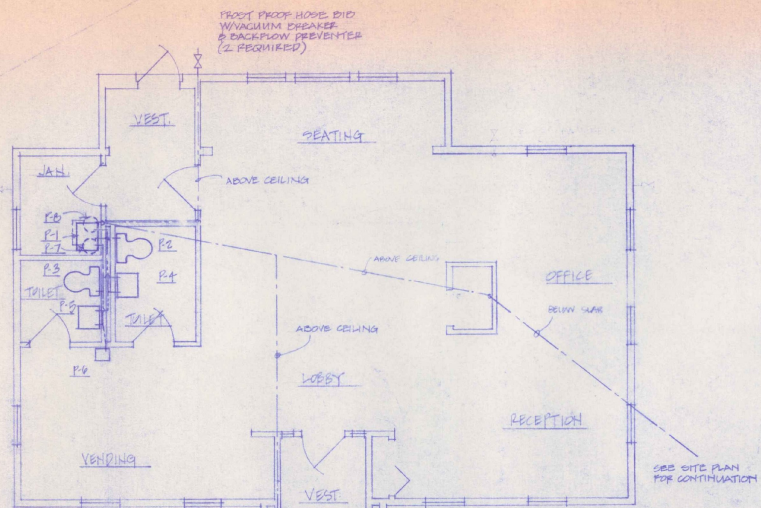 FROST PROOF HOSE BIB
W/VACUUM BREAKER
& BACKFLOW PREVENTER
(2 REQUIRED)
VEST.
SEATING
JAN.
ABOVE CEILING
P-8
P-1
P-7
P-2
P-3
P-4
ABOVE CEILING
OFFICE
TOILET
P-5
TOILET
BELOW SLAB
ABOVE CEILING
P-6
LOBBY
RECEPTION
VENDING
SEE SITE PLAN
FOR CONTINUATION
VEST.